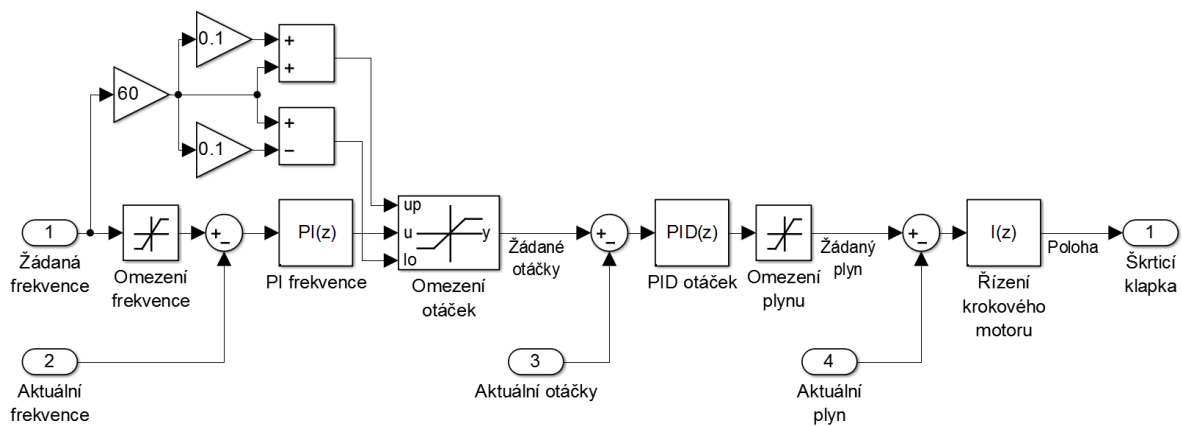 0.1
+
+
60
+
−
0.1
up
u
lo
y
1
Žádaná
frekvence
Omezení
frekvence
+
−
PI(z)
PI frekvence
Omezení
otáček
Žádané
otáčky
+
−
PID(z)
PID otáček
Omezení
plynu
Žádaný
plyn
+
−
I(z)
Řízení
krokového
motoru
Poloha
1
Škrticí
klapka
2
Aktuální
frekvence
3
Aktuální otáčky
4
Aktuální
plyn